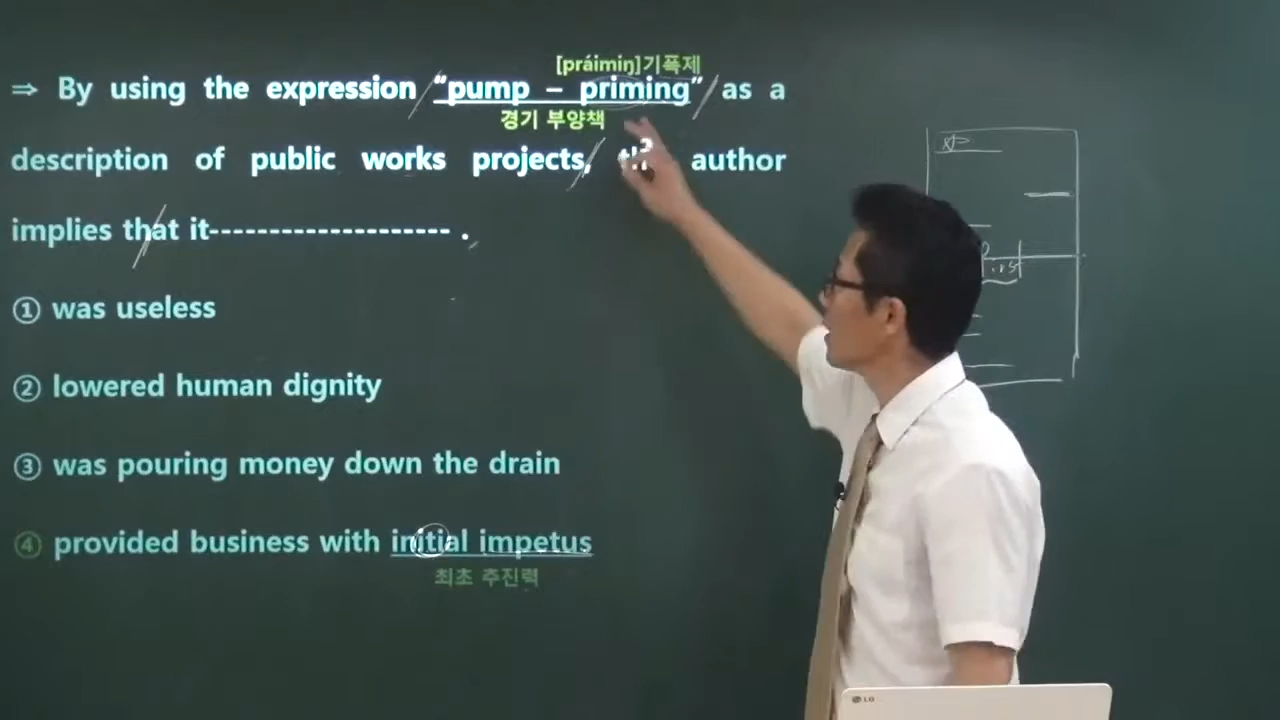 [práimiŋ]기폭제
⇒ By using the expression “pump – priming” as a
경기 부양책
description of public works projects, author
implies that it-------------------- .
① was useless
② lowered human dignity
③ was pouring money down the drain
④ provided business with initial impetus
최초 추진력
LG